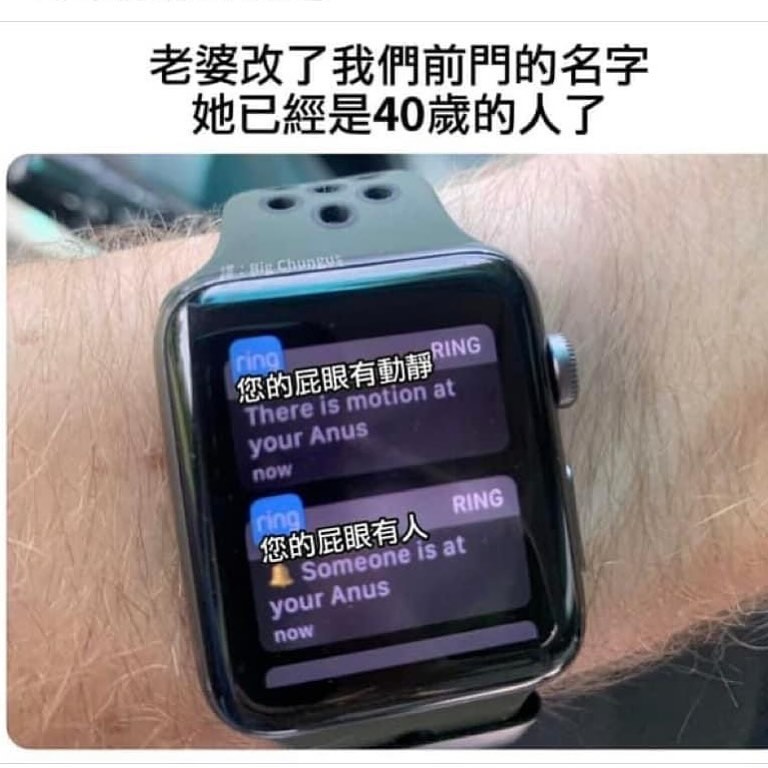 老婆改了我們前門的名字
她已經是40歲的人了
譯：Big Chungus
ring
RING
您的屁眼有動靜
There is motion at
your Anus
now
ring
RING
您的屁眼有人
🔔 Someone is at
your Anus
now